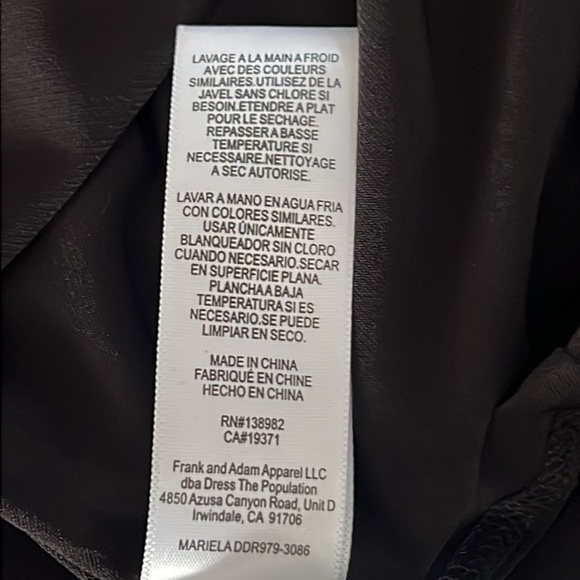 LAVAGE A LA MAIN A FROID
AVEC DES COULEURS
SIMILAIRES.UTILISEZ DE LA
JAVEL SANS CHLORE SI
BESOIN.ETENDRE A PLAT
POUR LE SECHAGE.
REPASSER A BASSE
TEMPERATURE SI
NECESSAIRE.NETTOYAGE
A SEC AUTORISE.
LAVAR A MANO EN AGUA FRIA
CON COLORES SIMILARES.
USAR ÚNICAMENTE
BLANQUEADOR SIN CLORO
CUANDO NECESARIO.SECAR
EN SUPERFICIE PLANA.
PLANCHA A BAJA
TEMPERATURA SI ES
NECESARIO.SE PUEDE
LIMPIAR EN SECO.
MADE IN CHINA
FABRIQUÉ EN CHINE
HECHO EN CHINA
RN#138982
CA#19371
Frank and Adam Apparel LLC
dba Dress The Population
4850 Azusa Canyon Road, Unit D
Irwindale, CA 91706
MARIELA DDR979-3086